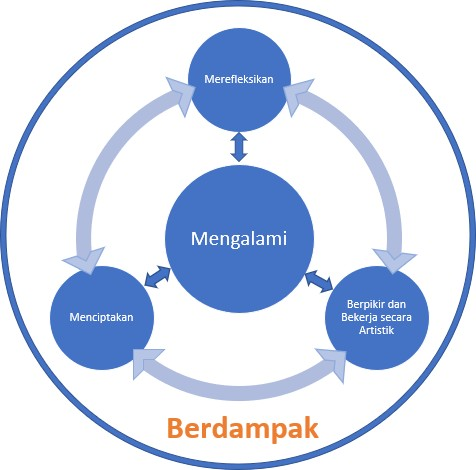 Merefleksikan
Mengalami
Menciptakan
Berpikir dan
Bekerja secara
Artistik
Berdampak